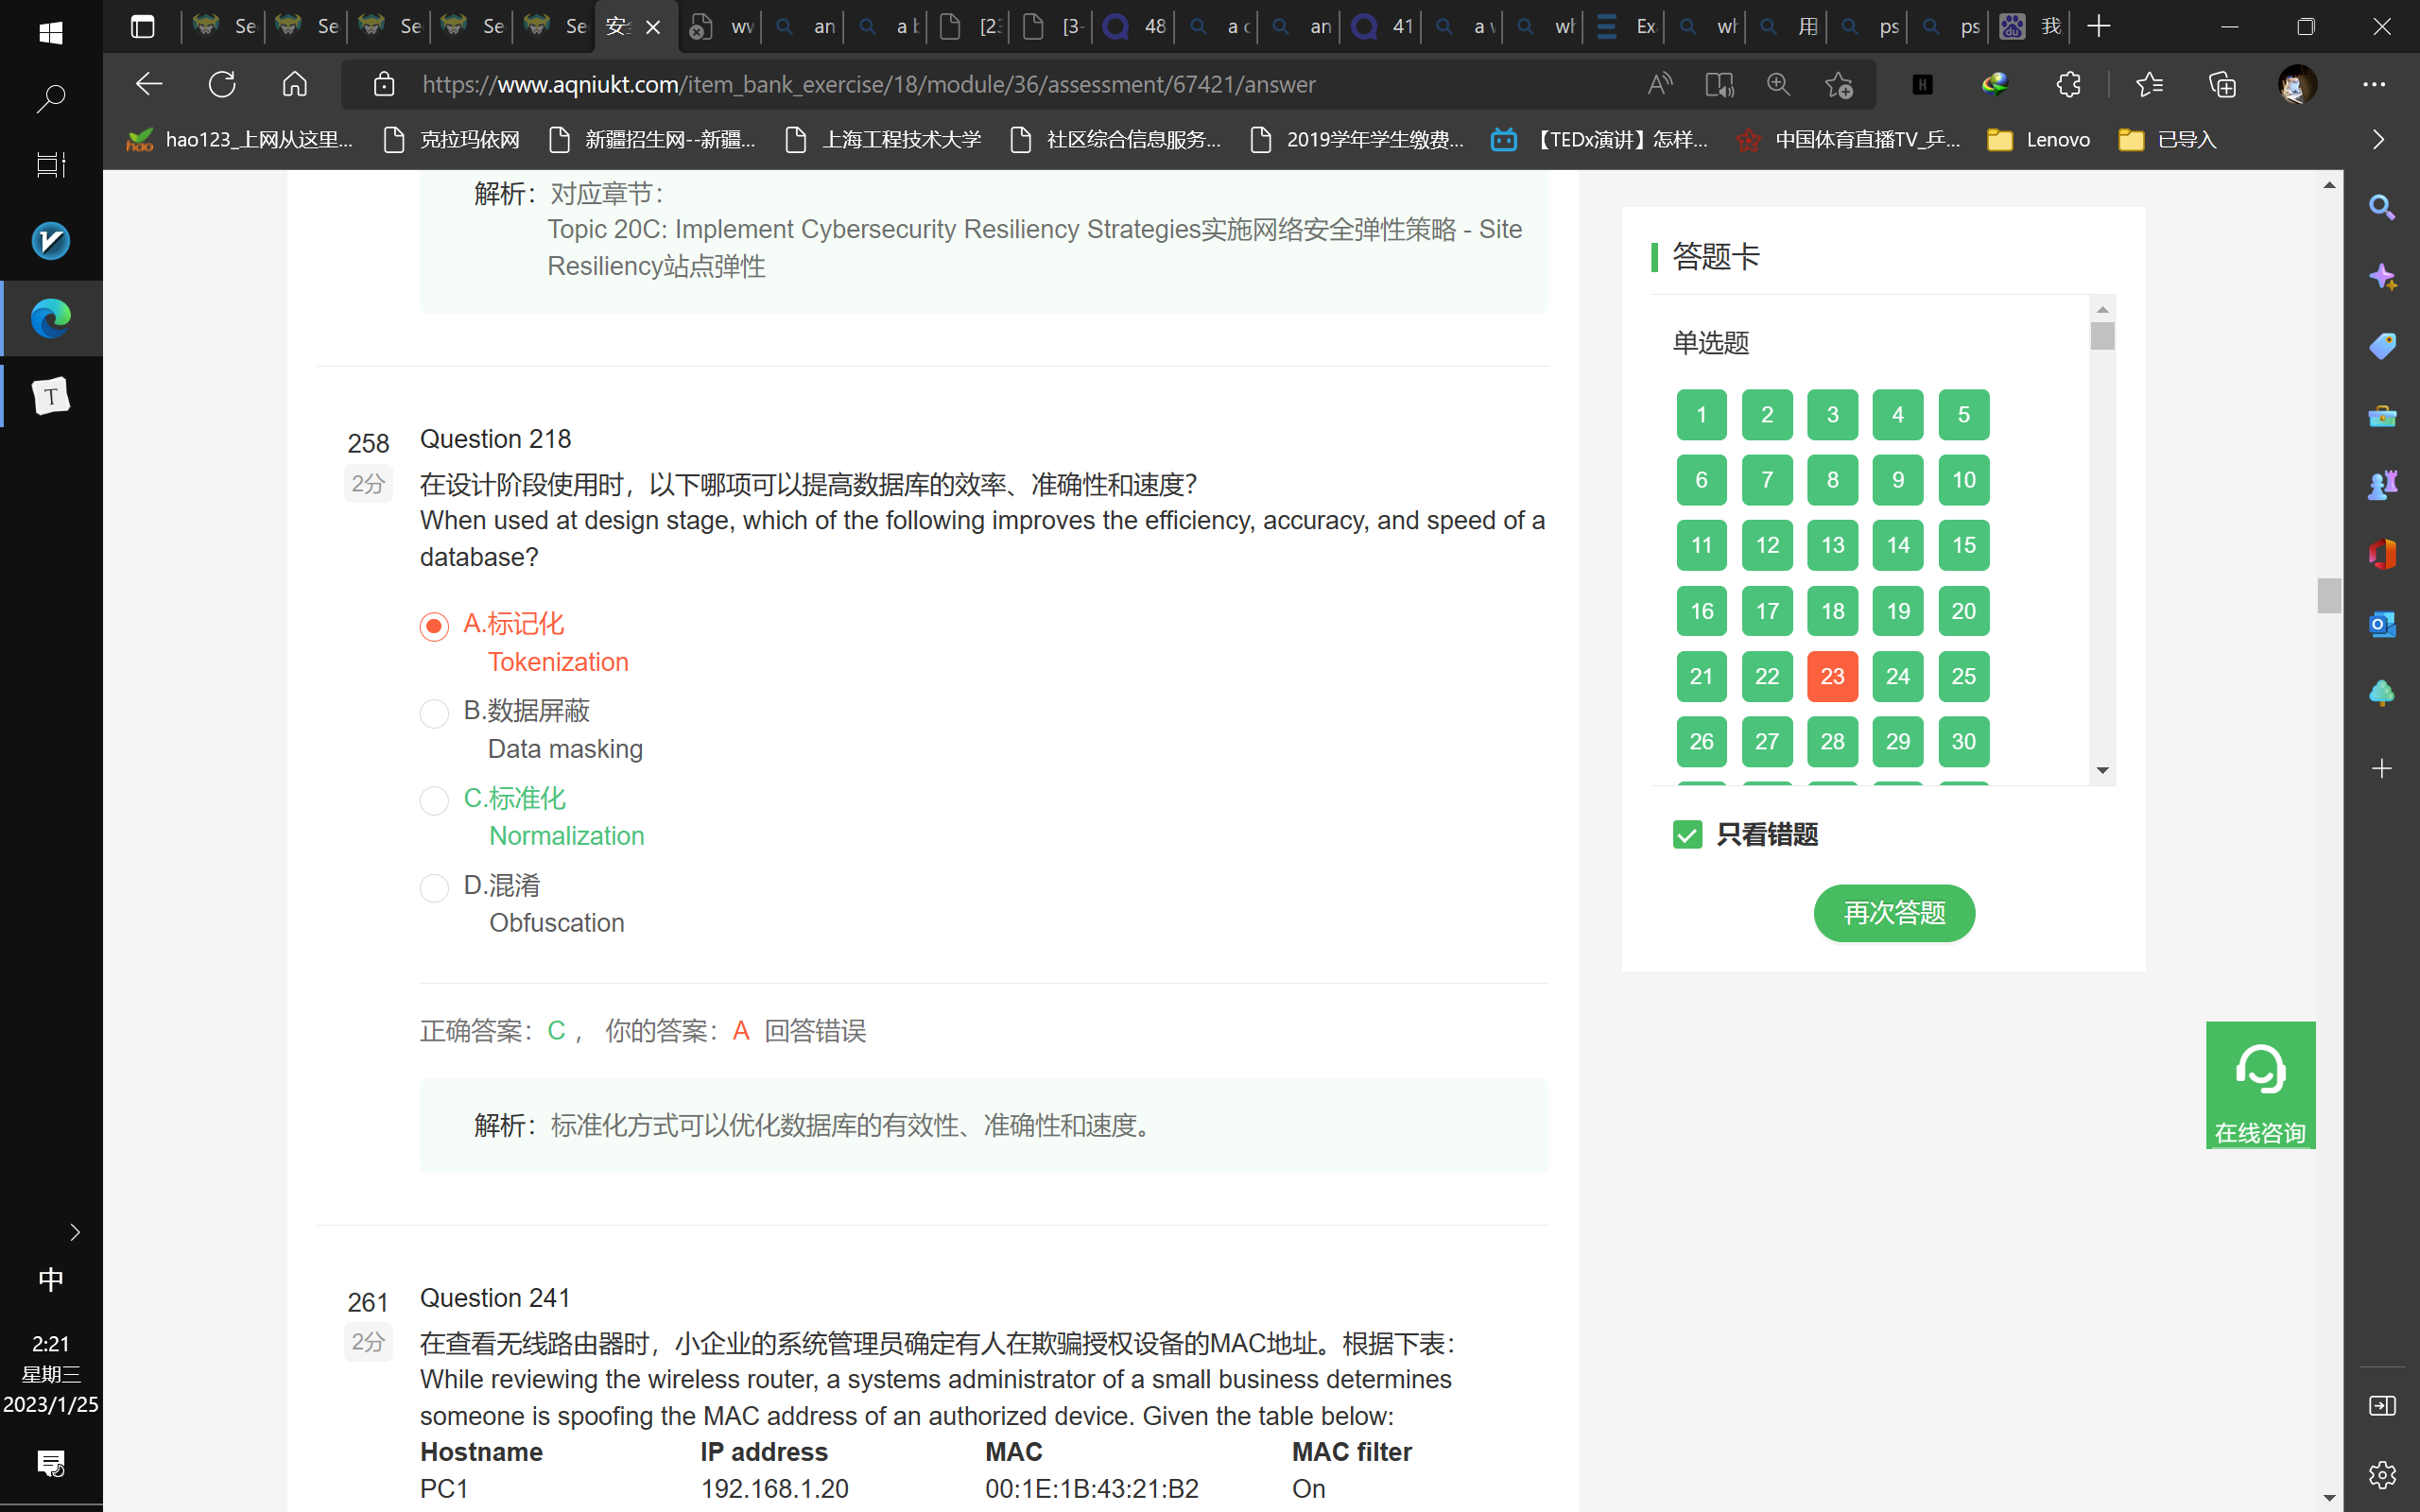 Se
Se
Se
Se
Se
安
wv
an
a b
[23
[3-
48
a c
an
41
a v
wh
Ex
wh
用
ps
ps
我
https://www.aqniukt.com/item_bank_exercise/18/module/36/assessment/67421/answer
hao123_上网从这里...
克拉玛依网
新疆招生网--新疆...
上海工程技术大学
社区综合信息服务...
2019学年学生缴费...
【TEDx演讲】怎样...
中国体育直播TV_乒...
Lenovo
已导入
解析：对应章节：
Topic 20C: Implement Cybersecurity Resiliency Strategies实施网络安全弹性策略 - Site
Resiliency站点弹性
258
2分
Question 218
在设计阶段使用时，以下哪项可以提高数据库的效率、准确性和速度？
When used at design stage, which of the following improves the efficiency, accuracy, and speed of a
database?
A.标记化
Tokenization
B.数据屏蔽
Data masking
C.标准化
Normalization
D.混淆
Obfuscation
正确答案：C ， 你的答案：A 回答错误
解析：标准化方式可以优化数据库的有效性、准确性和速度。
261
2分
Question 241
在查看无线路由器时，小企业的系统管理员确定有人在欺骗授权设备的MAC地址。根据下表：
While reviewing the wireless router, a systems administrator of a small business determines
someone is spoofing the MAC address of an authorized device. Given the table below:
Hostname IP address MAC MAC filter
PC1 192.168.1.20 00:1E:1B:43:21:B2 On
答题卡
单选题
1 2 3 4 5
6 7 8 9 10
11 12 13 14 15
16 17 18 19 20
21 22 23 24 25
26 27 28 29 30
只看错题
再次答题
在线咨询
中
2:21
星期三
2023/1/25